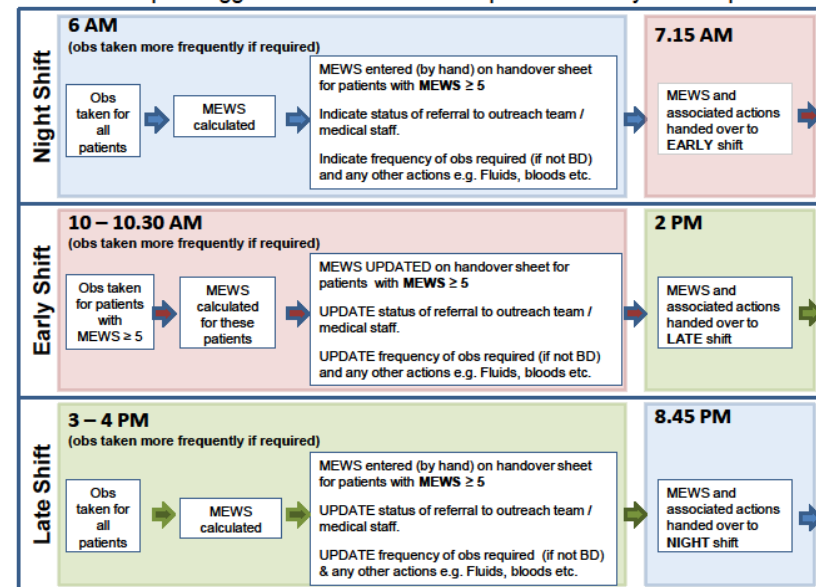 Night Shift
6 AM
(obs taken more frequently if required)
Obs
taken for
all
patients
MEWS
calculated
MEWS entered (by hand) on handover sheet
for patients with MEWS ≥ 5
Indicate status of referral to outreach team /
medical staff.
Indicate frequency of obs required (if not BD)
and any other actions e.g. Fluids, bloods etc.
7.15 AM
MEWS and
associated actions
handed over to
EARLY shift
Early Shift
10 – 10.30 AM
(obs taken more frequently if required)
Obs taken
for patients
with
MEWS ≥ 5
MEWS
calculated
for these
patients
MEWS UPDATED on handover sheet for
patients with MEWS ≥ 5
UPDATE status of referral to outreach team /
medical staff.
UPDATE frequency of obs required (if not BD)
and any other actions e.g. Fluids, bloods etc.
2 PM
MEWS and
associated actions
handed over to
LATE shift
Late Shift
3 – 4 PM
(obs taken more frequently if required)
Obs
taken for
all
patients
MEWS
calculated
MEWS entered (by hand) on handover sheet
for patients with MEWS ≥ 5
UPDATE status of referral to outreach team /
medical staff.
UPDATE frequency of obs required (if not BD)
& any other actions e.g. Fluids, bloods etc.
8.45 PM
MEWS and
associated actions
handed over to
NIGHT shift